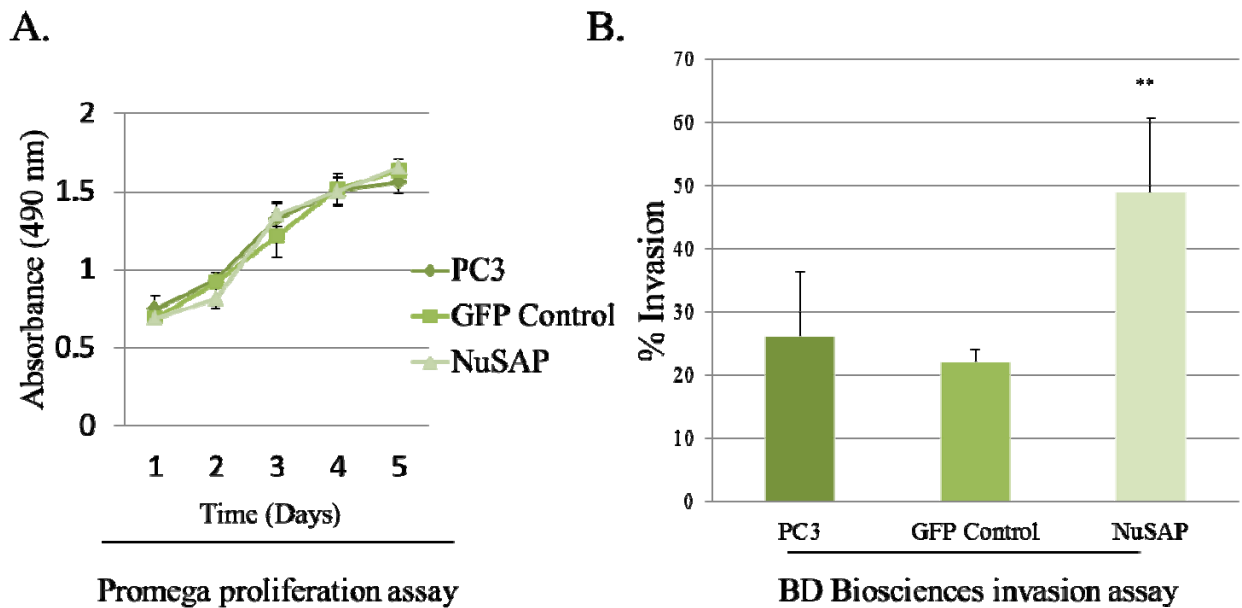 A.
Absorbance (490 nm)
2
1.5
1
0.5
0
1 2 3 4 5
Time (Days)
PC3
GFP Control
NuSAP
Promega proliferation assay
B.
% Invasion
70
60
50
40
30
20
10
0
**
PC3 GFP Control NuSAP
BD Biosciences invasion assay